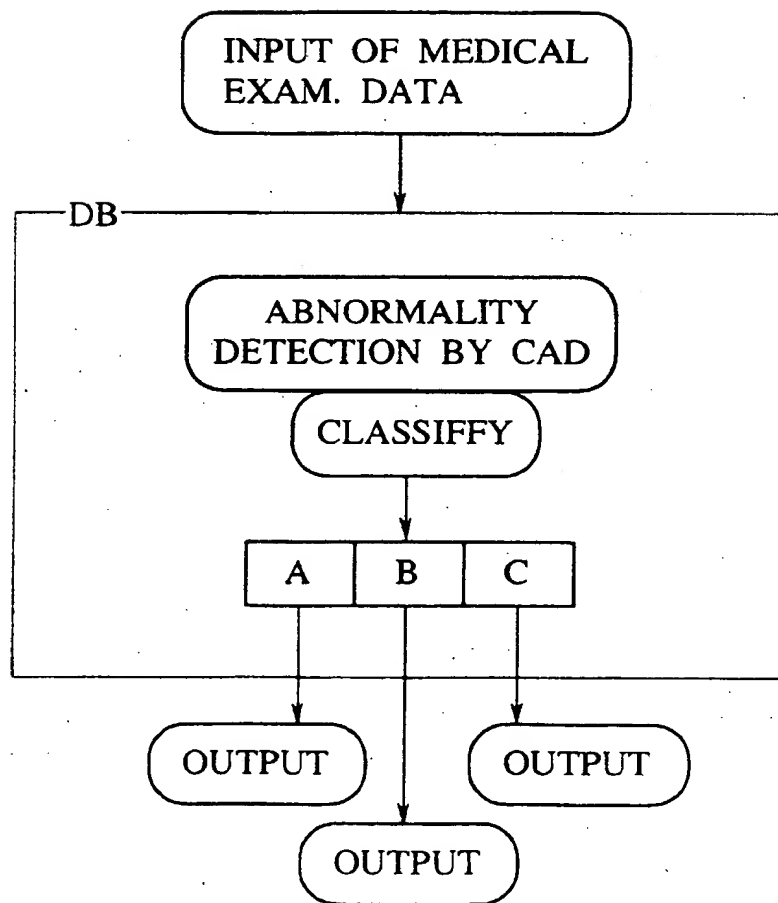 INPUT OF MEDICAL
EXAM. DATA
DB
ABNORMALITY
DETECTION BY CAD
CLASSIFFY
A B C
OUTPUT OUTPUT
OUTPUT